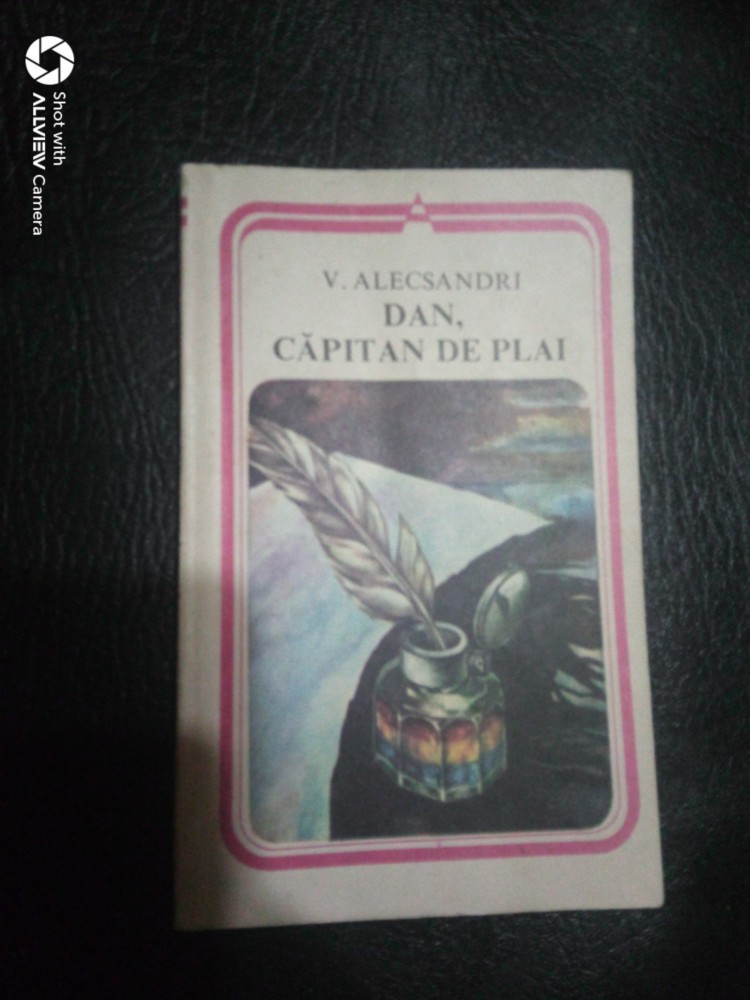 V. ALECSANDRI
DAN,
CĂPITAN DE PLAI
Shot with
ALLVIEW Camera